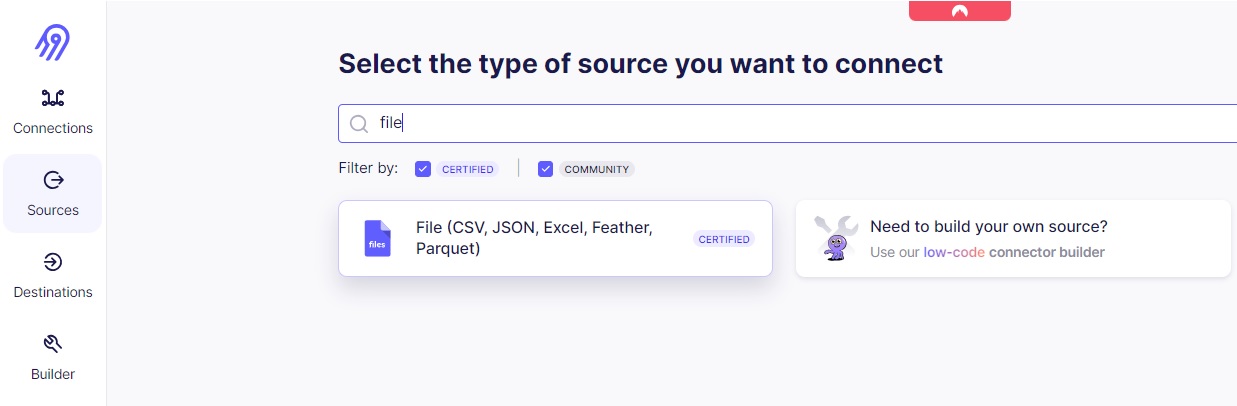 Select the type of source you want to connect
file
Connections
Filter by: CERTIFIED COMMUNITY
Sources
files
File (CSV, JSON, Excel, Feather,
Parquet)
CERTIFIED
Need to build your own source?
Use our low-code connector builder
Destinations
Builder